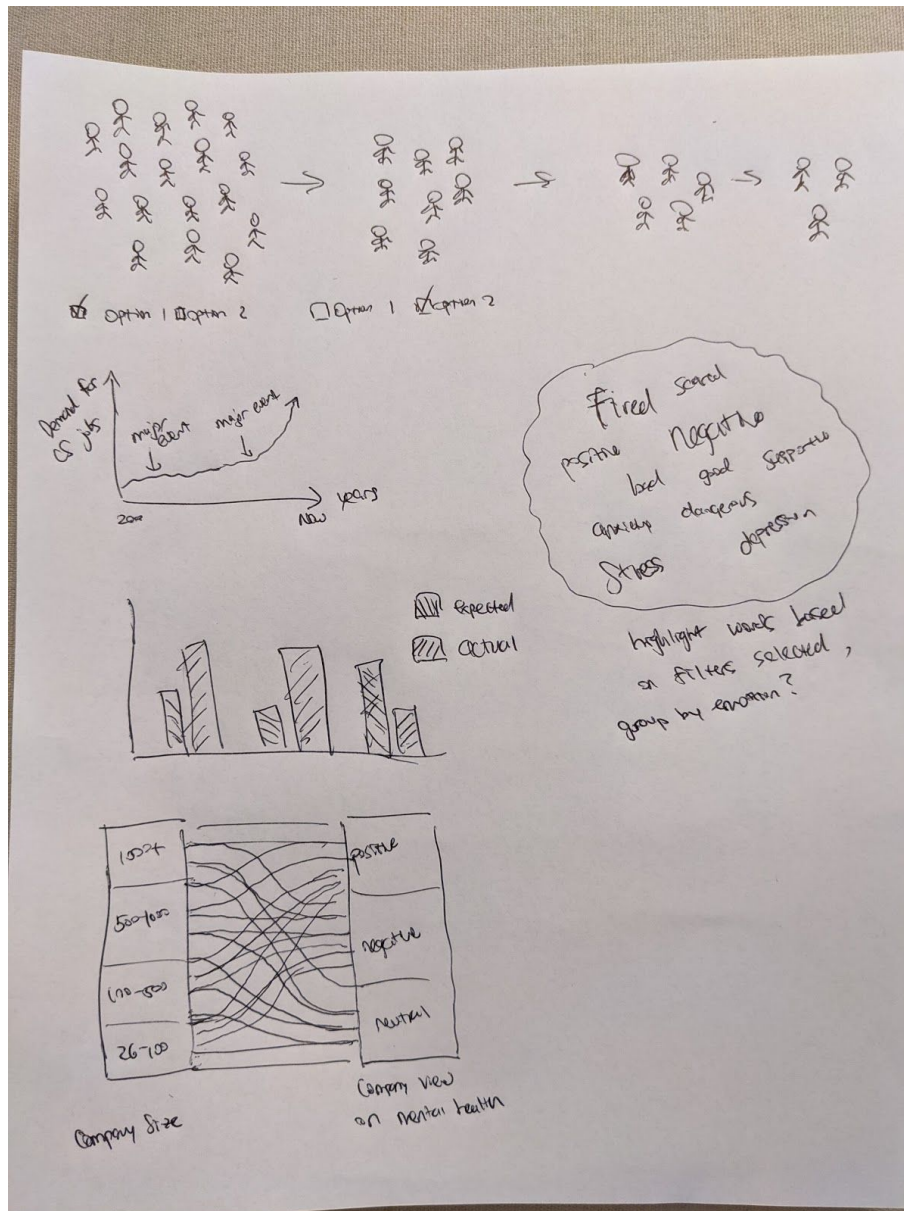 Option 1 Option 2
Option 1 Option 2
Demand for
CS jobs
major
event
major event
years
Now
Fired scared
positive negative
bad good supportive
anxiety dangerous
Stress depression
highlight words based
on filters selected,
group by emotion?
expected
actual
500-1000
100-500
26-100
positive
negative
neutral
Company Size
Company view
on mental health